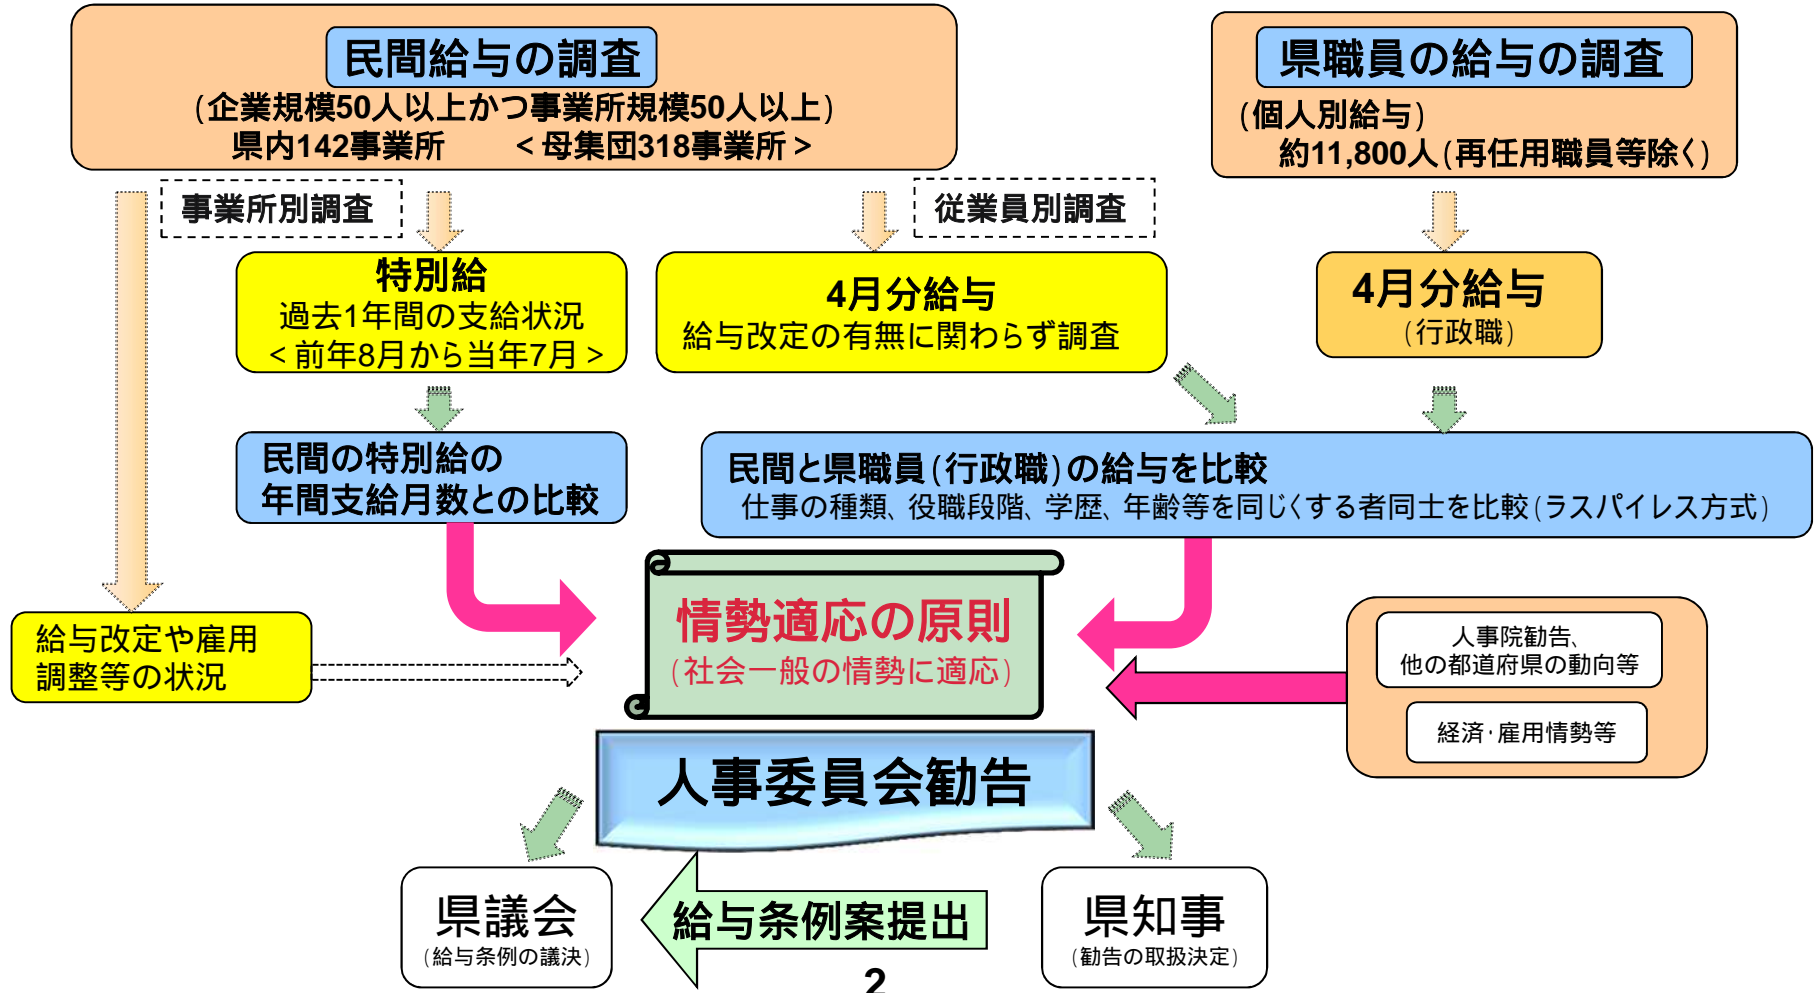 民間給与の調査
(企業規模50人以上かつ事業所規模50人以上)
県内142事業所　　＜母集団318事業所＞
県職員の給与の調査
(個人別給与)
約11,800人(再任用職員等除く)
事業所別調査
従業員別調査
特別給
過去1年間の支給状況
＜前年8月から当年7月＞
4月分給与
給与改定の有無に関わらず調査
4月分給与
(行政職)
民間の特別給の
年間支給月数との比較
民間と県職員(行政職)の給与を比較
仕事の種類、役職段階、学歴、年齢等を同じくする者同士を比較(ラスパイレス方式)
給与改定や雇用
調整等の状況
情勢適応の原則
(社会一般の情勢に適応)
人事院勧告、
他の都道府県の動向等
経済・雇用情勢等
人事委員会勧告
県議会
(給与条例の議決)
給与条例案提出
県知事
(勧告の取扱決定)
2